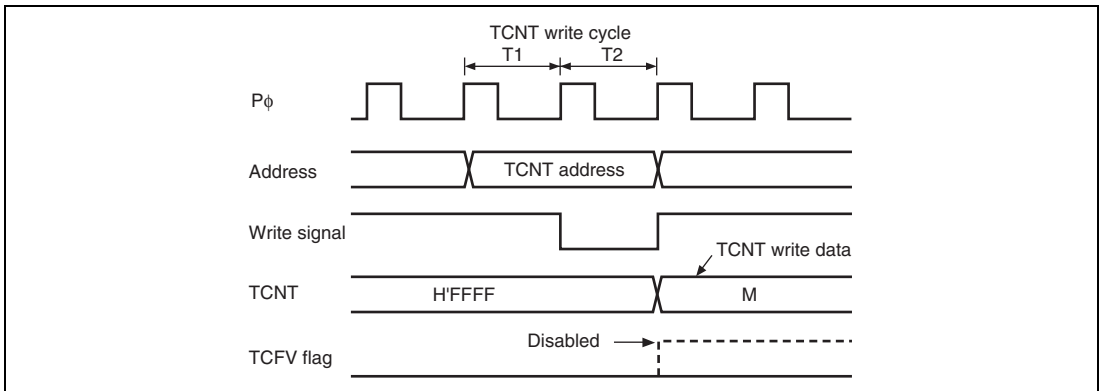 TCNT write cycle
T1 T2
Pϕ
Address TCNT address
Write signal
TCNT write data
TCNT H'FFFF M
Disabled
TCFV flag